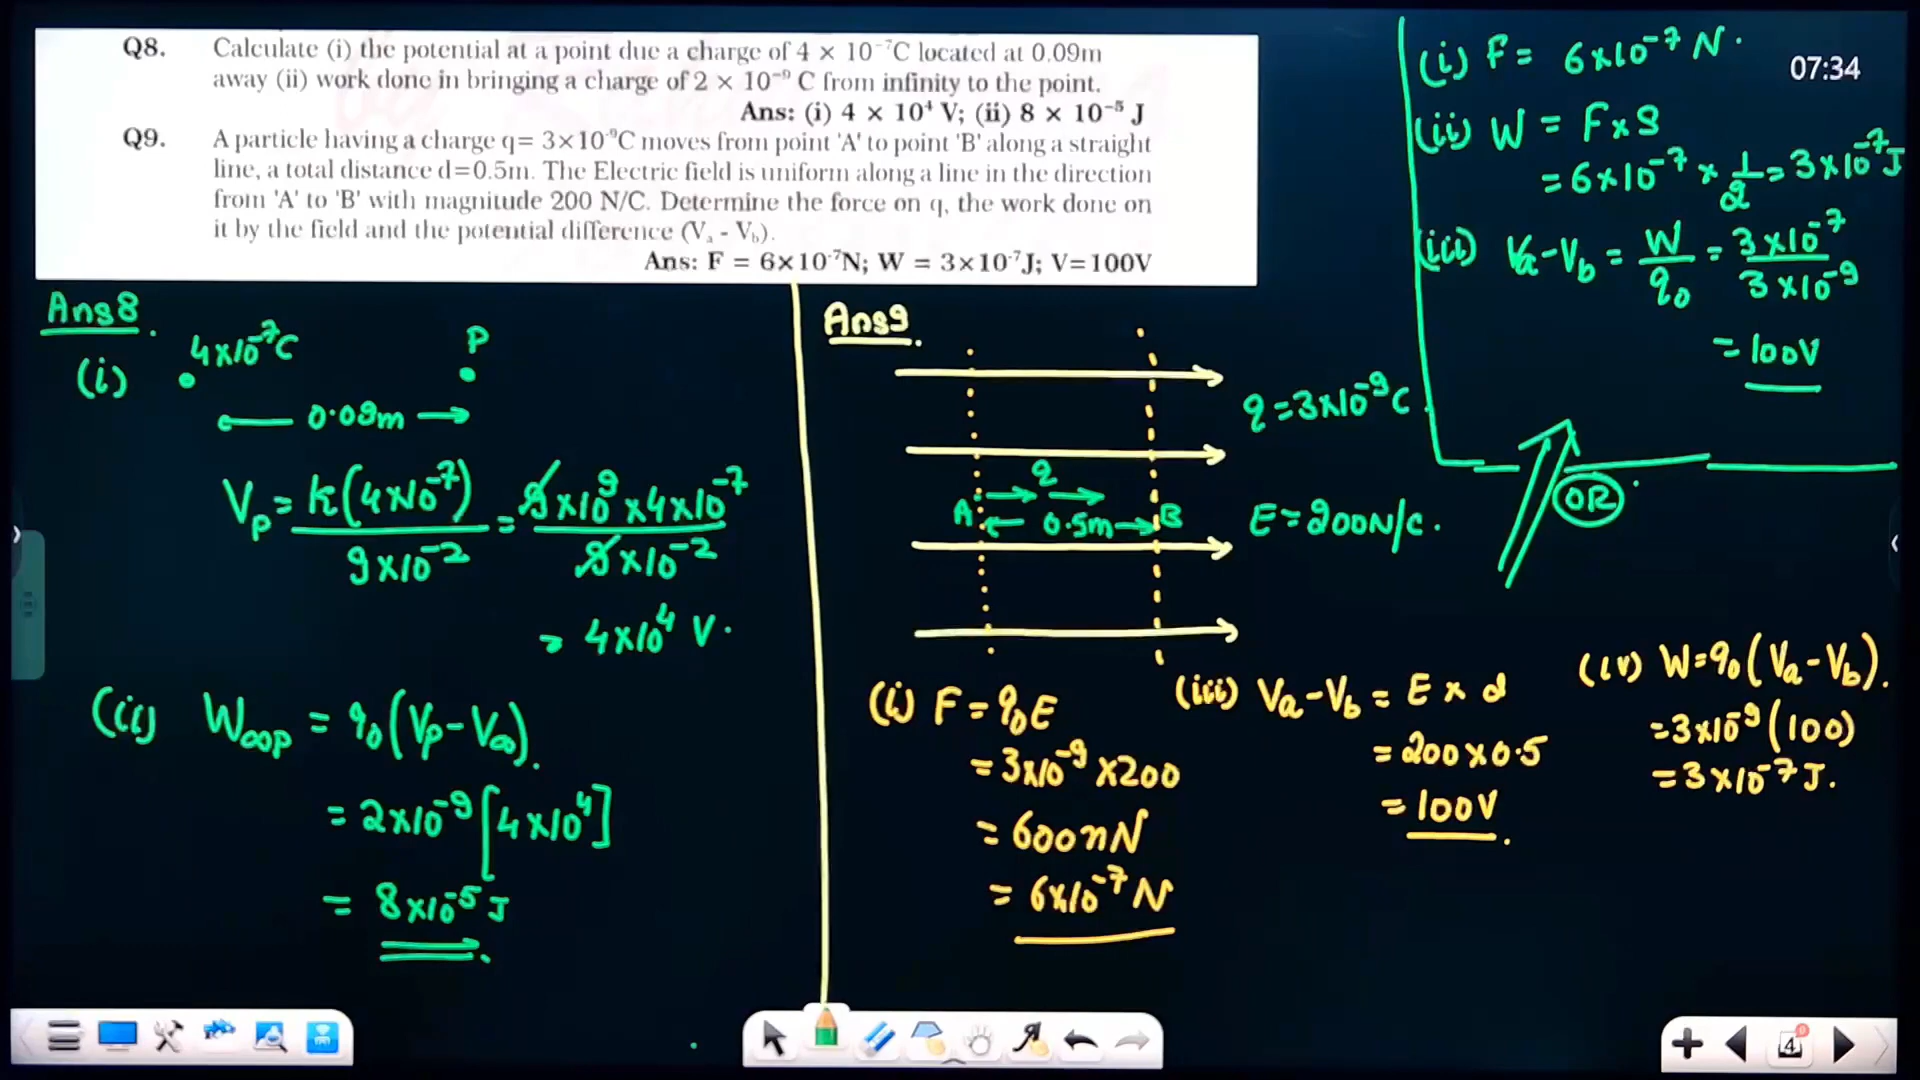 Q8. Calculate (i) the potential at a point due a charge of 4 × 10⁻⁷C located at 0.09m
away (ii) work done in bringing a charge of 2 × 10⁻⁹ C from infinity to the point.
Ans: (i) 4 × 10⁴ V; (ii) 8 × 10⁻⁵ J
Q9. A particle having a charge q= 3×10⁻⁹C moves from point 'A' to point 'B' along a straight
line, a total distance d=0.5m. The Electric field is uniform along a line in the direction
from 'A' to 'B' with magnitude 200 N/C. Determine the force on q, the work done on
it by the field and the potential difference (Vₐ - V_b).
Ans: F = 6×10⁻⁷N; W = 3×10⁻⁷J; V=100V
07:34
Ans8.
(i) 4×10⁻⁷C P
0.09m
Vp = k(4×10⁻⁷) / 9×10⁻² = 9×10⁹×4×10⁻⁷ / 9×10⁻²
= 4×10⁴ V.
(ii) W∞p = q₀(Vp-V∞).
= 2×10⁻⁹[4×10⁴]
= 8×10⁻⁵ J
Ans9.
q=3×10⁻⁹C
q
A 0.5m B
E=200N/C.
(i) F = q₀E
= 3×10⁻⁹ ×200
= 600nN
= 6×10⁻⁷ N
(iii) Va-Vb = E × d
= 200×0.5
= 100V.
(iv) W=q₀(Va-Vb).
=3×10⁻⁹(100)
=3×10⁻⁷J.
OR
(i) F = 6×10⁻⁷ N.
(ii) W = F×S
=6×10⁻⁷ × 1/2 = 3×10⁻⁷J
(iii) Va-Vb = W/q₀ = 3×10⁻⁷ / 3×10⁻⁹
= 100V
4